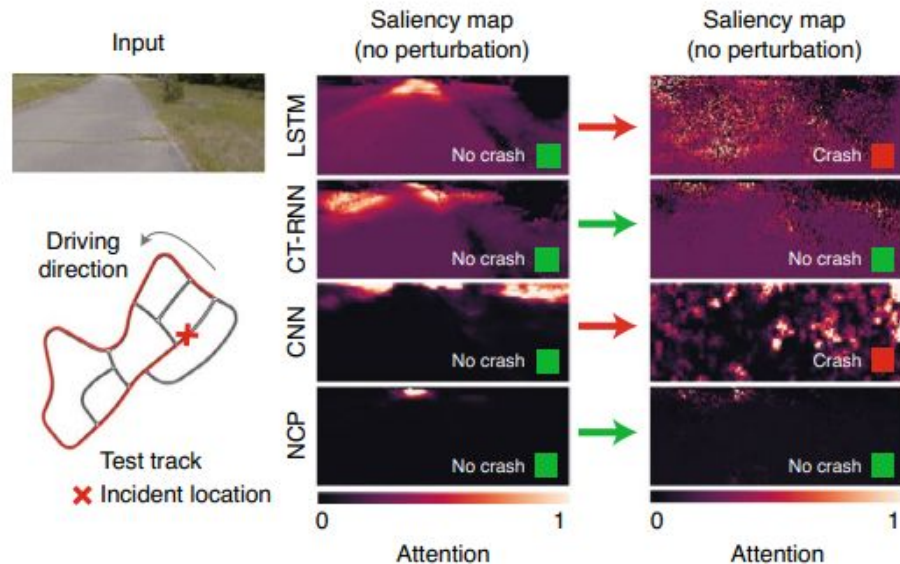 Input
Saliency map
(no perturbation)
Saliency map
(no perturbation)
LSTM
No crash
Crash
CT-RNN
No crash
No crash
CNN
No crash
Crash
NCP
No crash
No crash
Driving
direction
Test track
Incident location
0 1
Attention
0 1
Attention